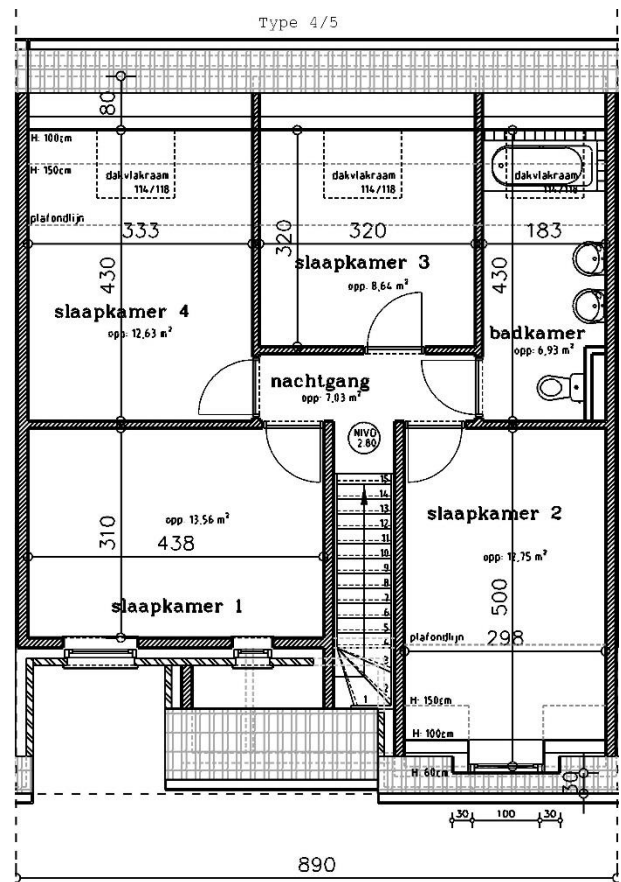 Type 4/5
80
H: 100cm
H: 150cm
dakvlakraam
114/118
dakvlakraam
114/118
dakvlakraam
114/118
plafondlijn
333
320
183
320
430
430
slaapkamer 3
opp: 8,64 m²
slaapkamer 4
opp: 12,63 m²
badkamer
opp: 6,93 m²
nachtgang
opp: 7,03 m²
NIVO
2.80
15
14
13
12
11
10
9
8
7
6
5
4
3
2
1
opp: 13,56 m²
310
438
slaapkamer 1
slaapkamer 2
opp: 12,75 m²
500
plafondlijn
298
H: 150cm
H: 100cm
H: 60cm
30
30
100
30
890